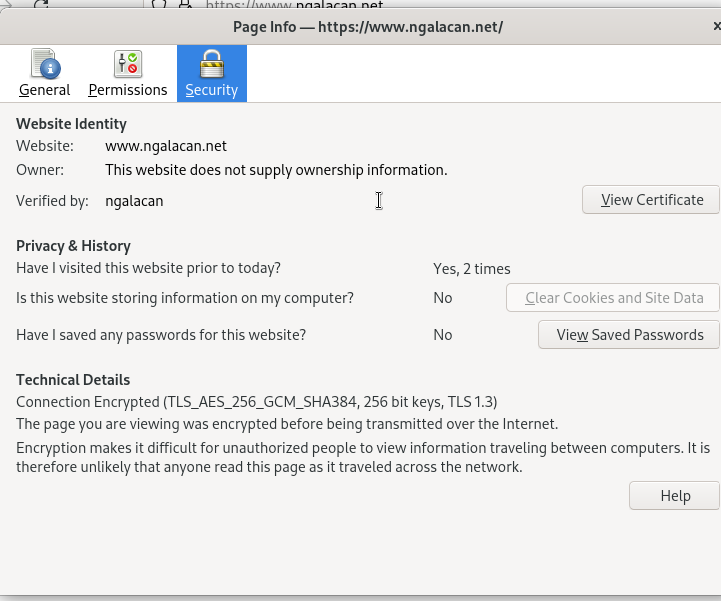 https://www.ngalacan.net
Page Info — https://www.ngalacan.net/
General Permissions Security
Website Identity
Website: www.ngalacan.net
Owner: This website does not supply ownership information.
Verified by: ngalacan View Certificate
Privacy & History
Have I visited this website prior to today? Yes, 2 times
Is this website storing information on my computer? No Clear Cookies and Site Data
Have I saved any passwords for this website? No View Saved Passwords
Technical Details
Connection Encrypted (TLS_AES_256_GCM_SHA384, 256 bit keys, TLS 1.3)
The page you are viewing was encrypted before being transmitted over the Internet.
Encryption makes it difficult for unauthorized people to view information traveling between computers. It is
therefore unlikely that anyone read this page as it traveled across the network.
Help